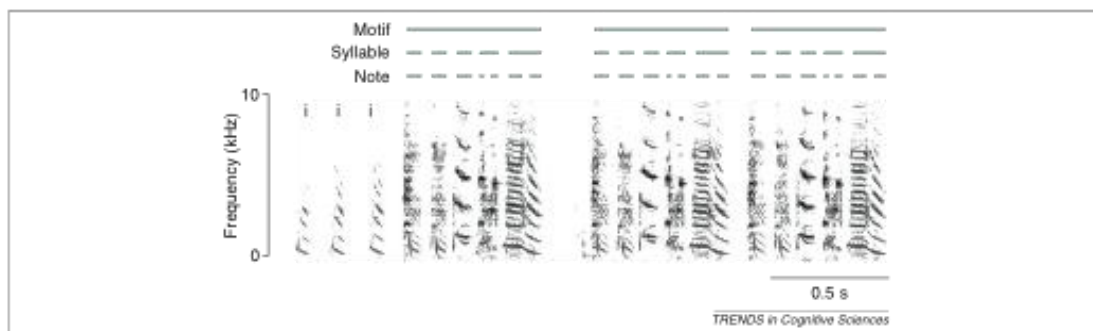 Motif
Syllable
Note
10
Frequency (kHz)
i i i
0
0.5 s
TRENDS in Cognitive Sciences